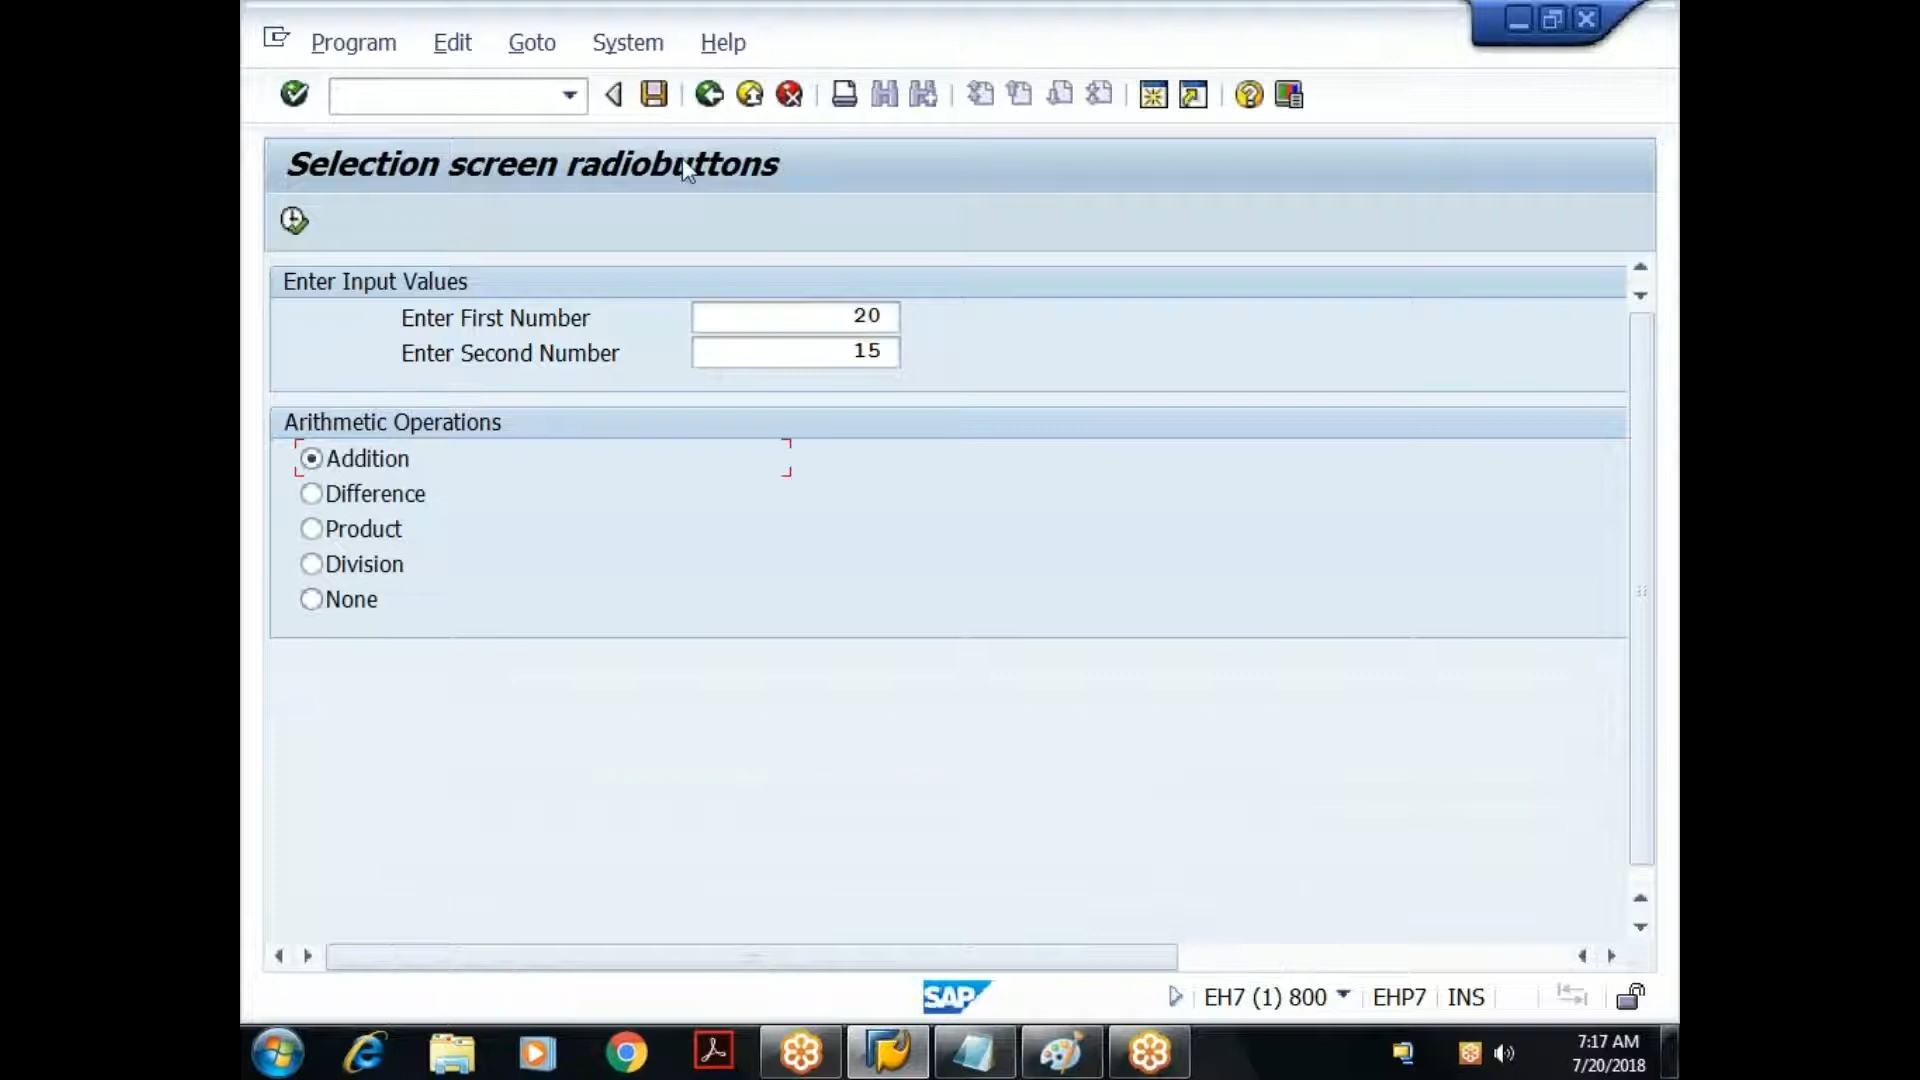 Program Edit Goto System Help
Selection screen radiobuttons
Enter Input Values
Enter First Number 20
Enter Second Number 15
Arithmetic Operations
Addition
Difference
Product
Division
None
SAP EH7 (1) 800 EHP7 INS
7:17 AM
7/20/2018